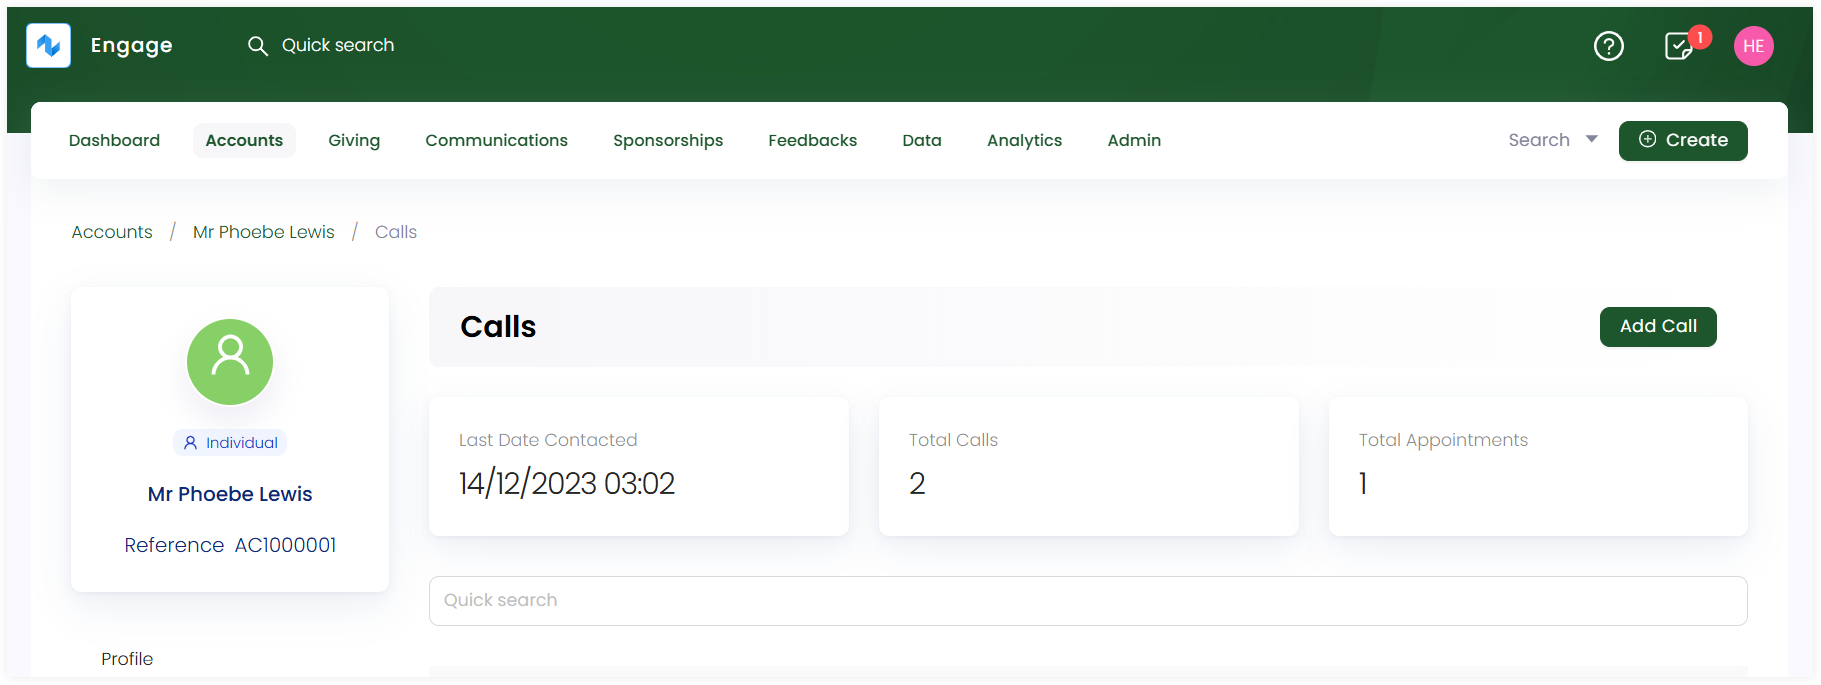 Engage
Quick search
1
HE
Dashboard Accounts Giving Communications Sponsorships Feedbacks Data Analytics Admin Search Create
Accounts / Mr Phoebe Lewis / Calls
Individual
Mr Phoebe Lewis
Reference AC1000001
Profile
Calls
Add Call
Last Date Contacted
14/12/2023 03:02
Total Calls
2
Total Appointments
1
Quick search